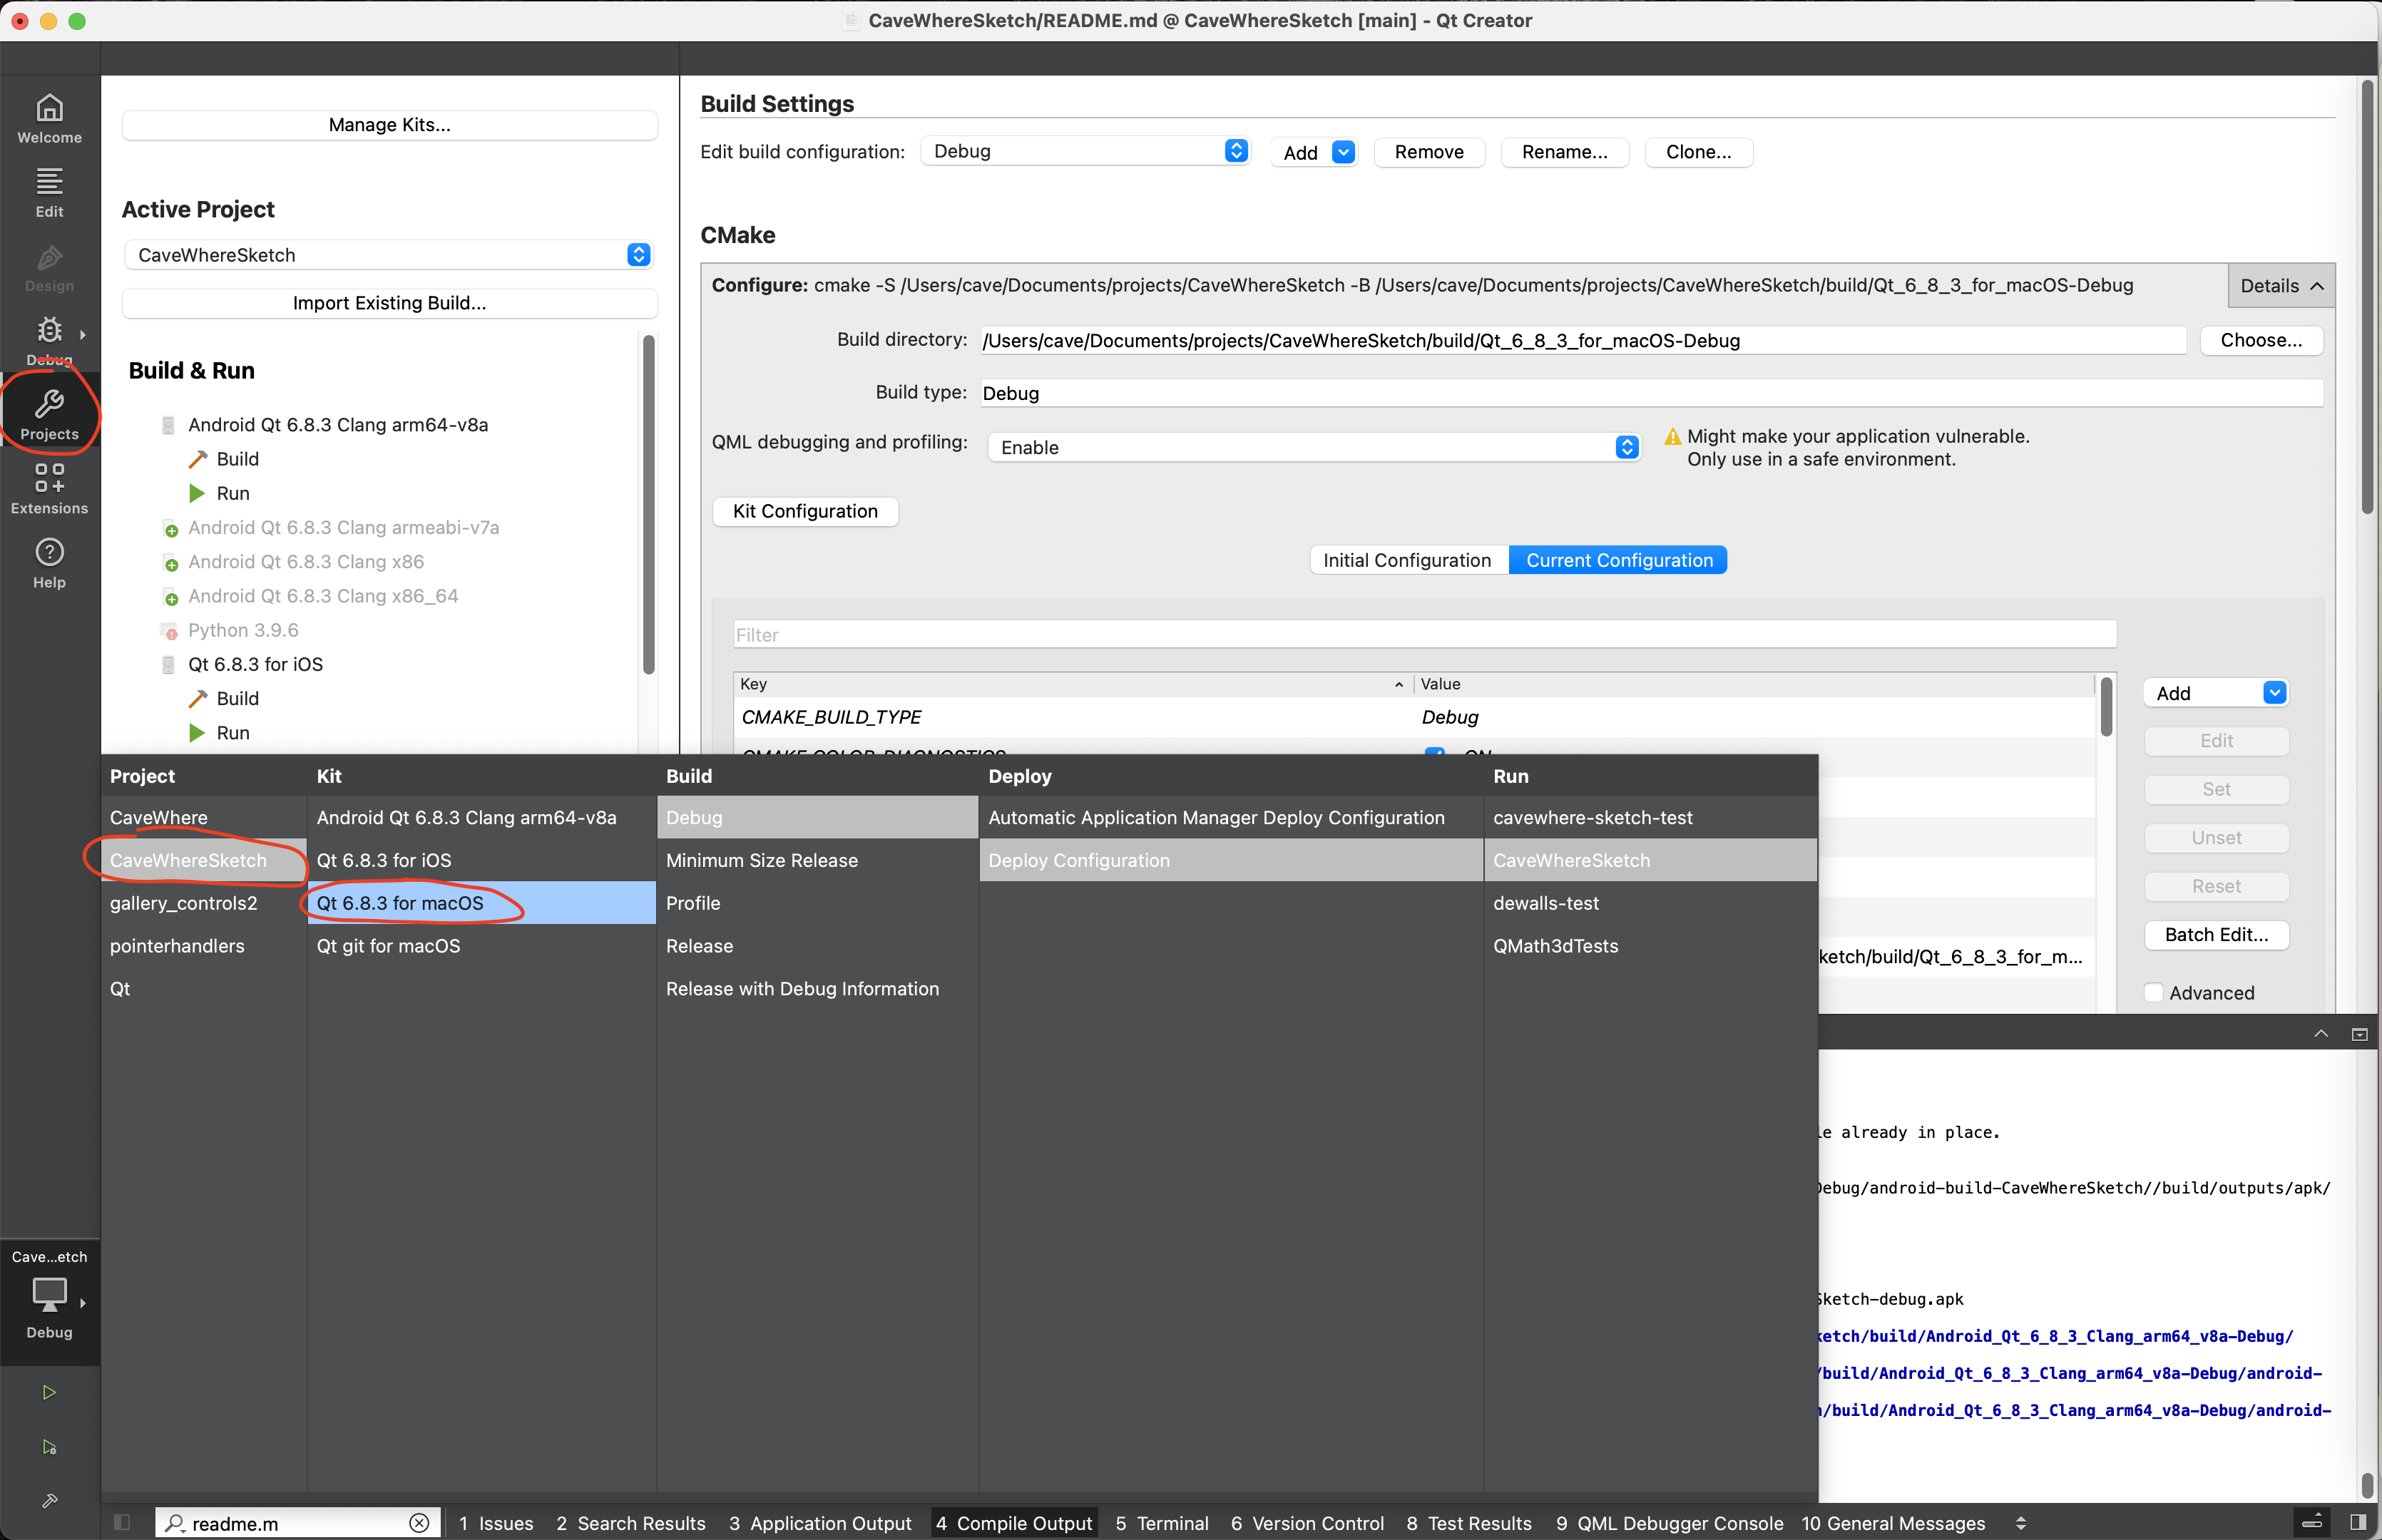 CaveWhereSketch/README.md @ CaveWhereSketch [main] - Qt Creator
Welcome
Edit
Design
Debug
Projects
Extensions
Help
Manage Kits...
Active Project
CaveWhereSketch
Import Existing Build...
Build & Run
Android Qt 6.8.3 Clang arm64-v8a
Build
Run
Android Qt 6.8.3 Clang armeabi-v7a
Android Qt 6.8.3 Clang x86
Android Qt 6.8.3 Clang x86_64
Python 3.9.6
Qt 6.8.3 for iOS
Build
Run
Build Settings
Edit build configuration: Debug Add Remove Rename... Clone...
CMake
Configure: cmake -S /Users/cave/Documents/projects/CaveWhereSketch -B /Users/cave/Documents/projects/CaveWhereSketch/build/Qt_6_8_3_for_macOS-Debug Details
Build directory: /Users/cave/Documents/projects/CaveWhereSketch/build/Qt_6_8_3_for_macOS-Debug Choose...
Build type: Debug
QML debugging and profiling: Enable
Might make your application vulnerable.
Only use in a safe environment.
Kit Configuration
Initial Configuration Current Configuration
Filter
Key Value
CMAKE_BUILD_TYPE Debug
CMAKE_COLOR_DIAGNOSTICS ON
ketch/build/Qt_6_8_3_for_m...
Add
Edit
Set
Unset
Reset
Batch Edit...
Advanced
Project Kit Build Deploy Run
CaveWhere Android Qt 6.8.3 Clang arm64-v8a Debug Automatic Application Manager Deploy Configuration cavewhere-sketch-test
CaveWhereSketch Qt 6.8.3 for iOS Minimum Size Release Deploy Configuration CaveWhereSketch
gallery_controls2 Qt 6.8.3 for macOS Profile dewalls-test
pointerhandlers Qt git for macOS Release QMath3dTests
Qt Release with Debug Information
le already in place.
Debug/android-build-CaveWhereSketch//build/outputs/apk/
Sketch-debug.apk
ketch/build/Android_Qt_6_8_3_Clang_arm64_v8a-Debug/
/build/Android_Qt_6_8_3_Clang_arm64_v8a-Debug/android-
h/build/Android_Qt_6_8_3_Clang_arm64_v8a-Debug/android-
Cave...etch
Debug
readme.m 1 Issues 2 Search Results 3 Application Output 4 Compile Output 5 Terminal 6 Version Control 8 Test Results 9 QML Debugger Console 10 General Messages